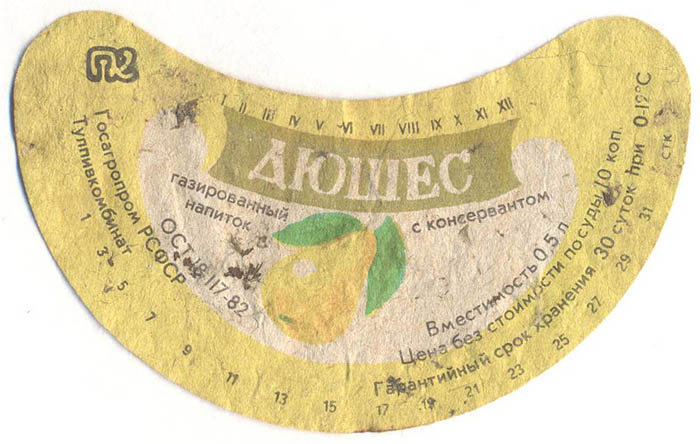 I II III IV V VI VII VIII IX X XI XII
ДЮШЕС
газированный
напиток
с консервантом
Госагропром РСФСР
Тулпивкомбинат
ОСТ 18-117-82
Вместимость 0,5 л
Цена без стоимости посуды 10 коп.
Гарантийный срок хранения 30 суток при 0-12°С
1 3 5 7 9 11 13 15 17 19 21 23 25 27 29 31
СТК